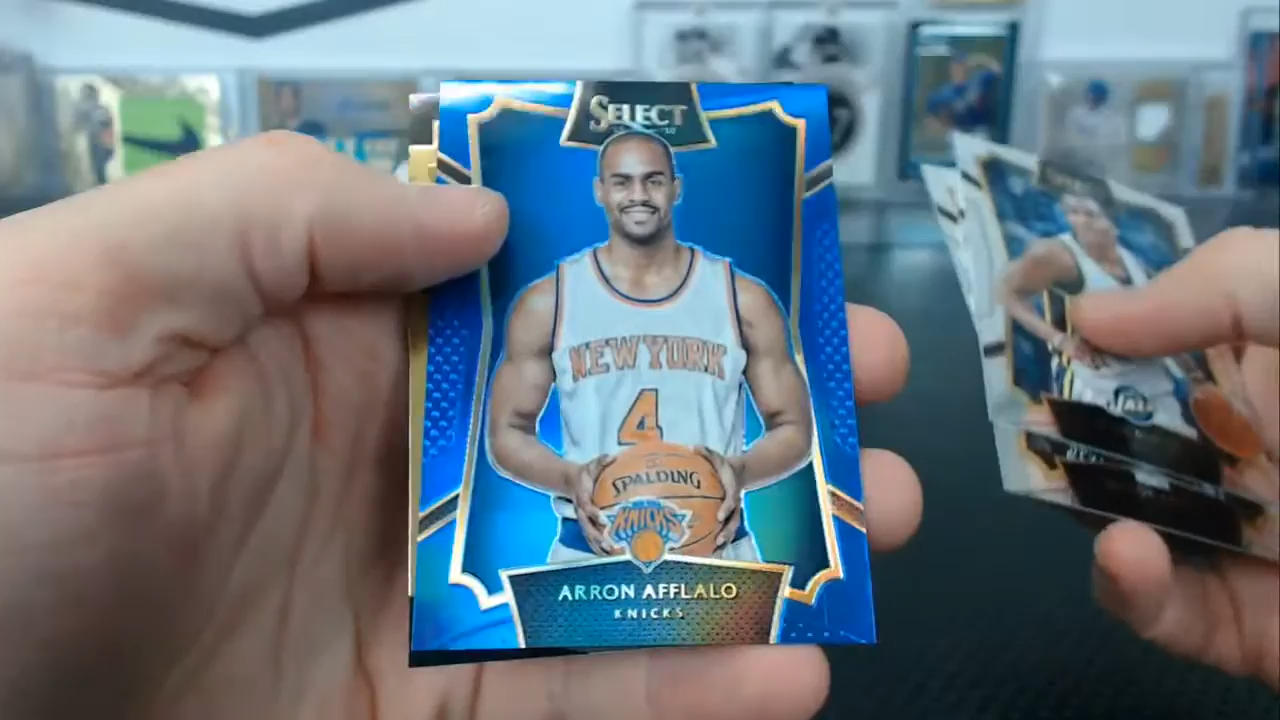 SELECT
NEW YORK
4
SPALDING
KNICKS
ARRON AFFLALO
KNICKS